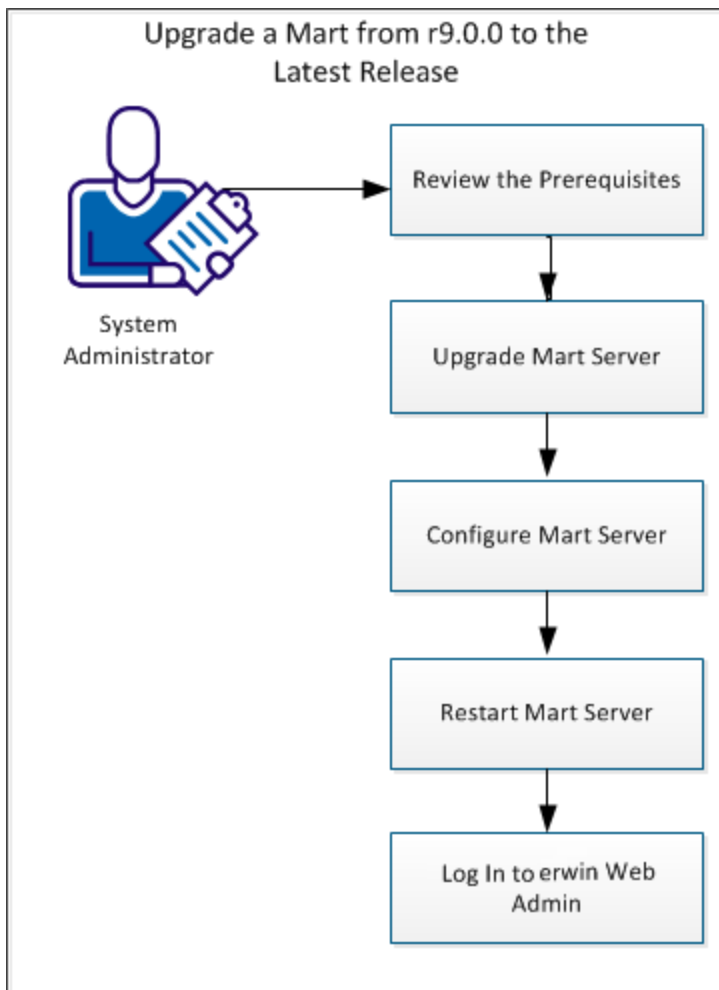 Upgrade a Mart from r9.0.0 to the
Latest Release
System
Administrator
Review the Prerequisites
Upgrade Mart Server
Configure Mart Server
Restart Mart Server
Log In to erwin Web
Admin